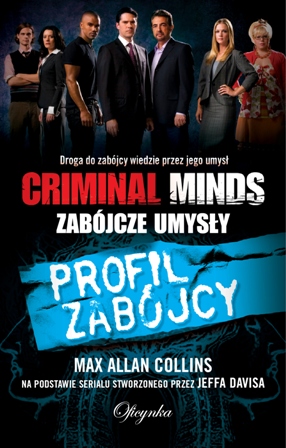 Droga do zabójcy wiedzie przez jego umysł
CRIMINAL MINDS
ZABÓJCZE UMYSŁY
PROFIL
ZABÓJCY
MAX ALLAN COLLINS
NA PODSTAWIE SERIALU STWORZONEGO PRZEZ JEFFA DAVISA
Oficynka